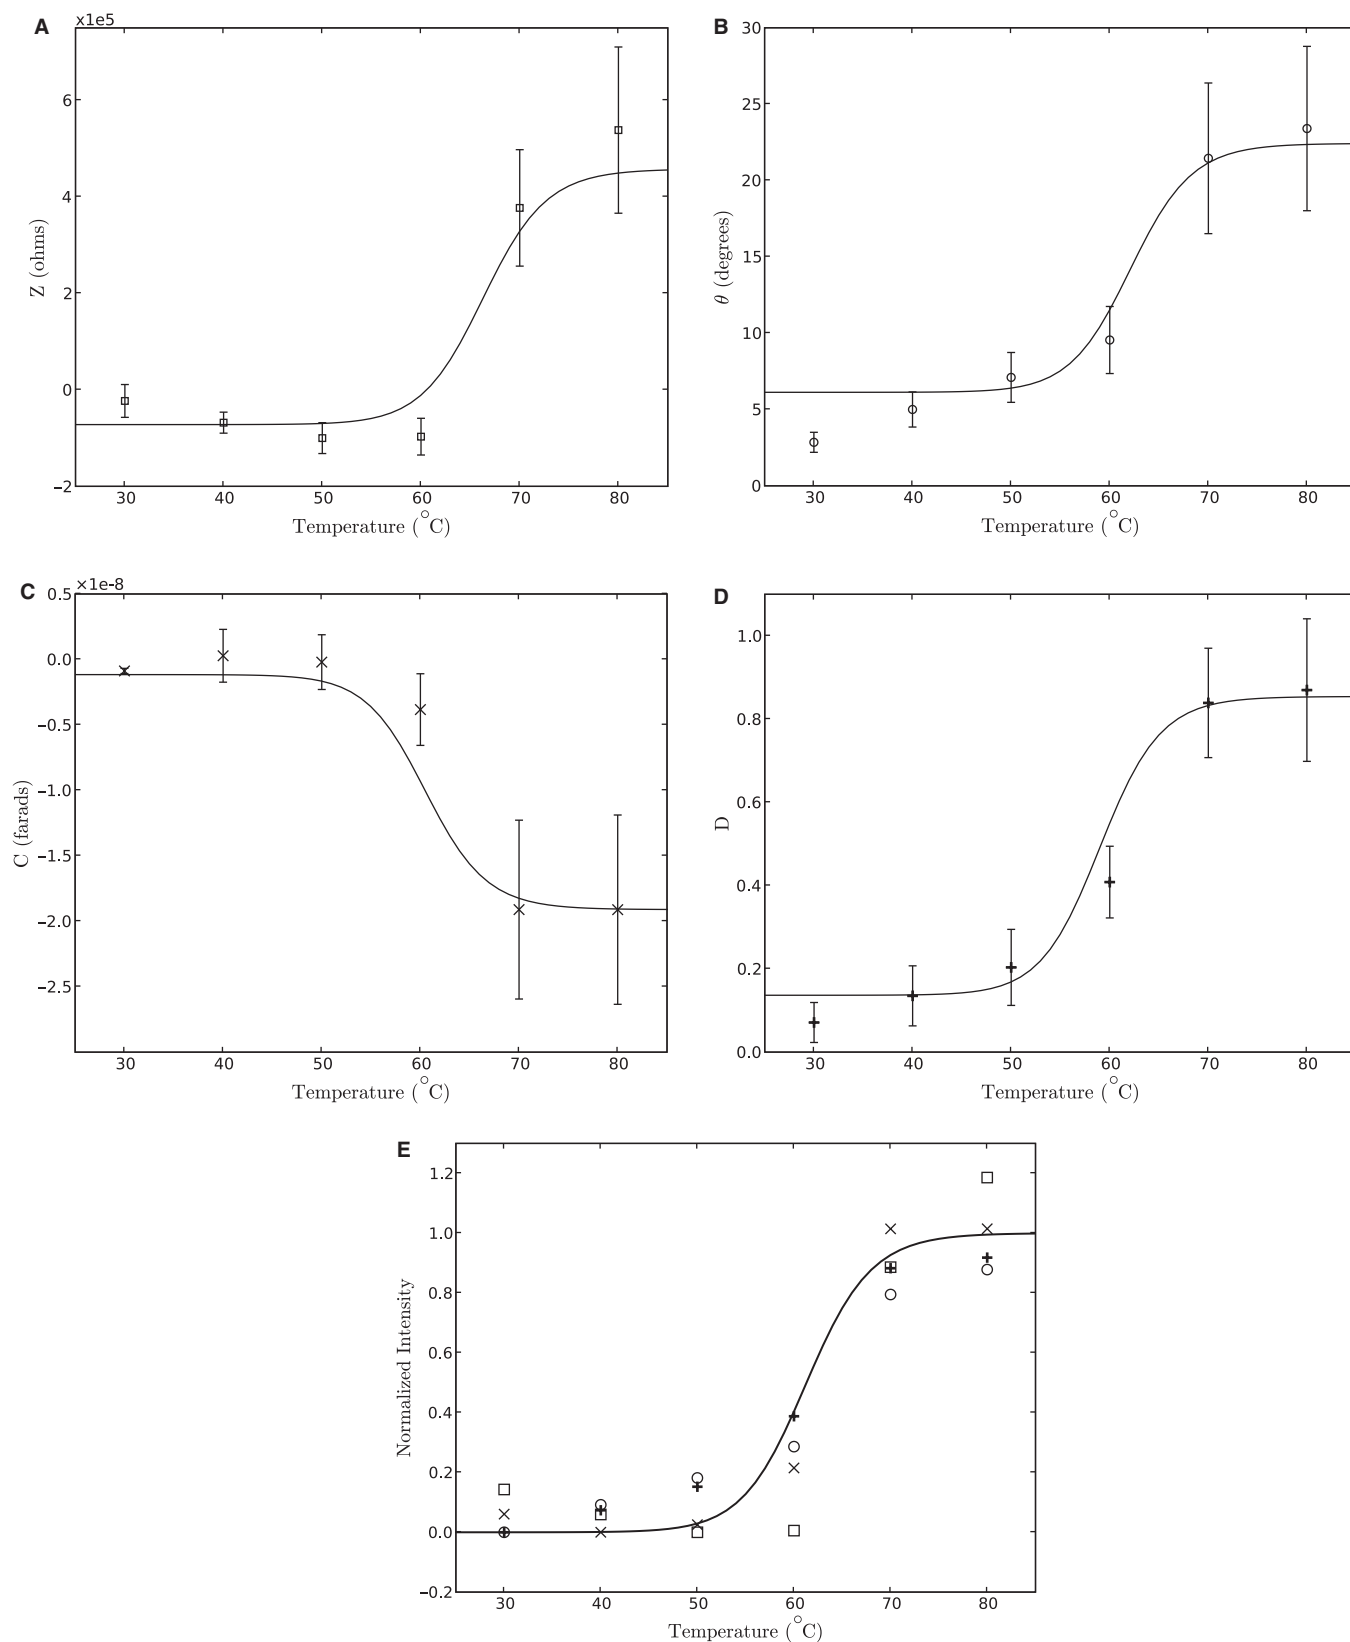 A
x1e5
6
4
2
0
−2
Z (ohms)
30 40 50 60 70 80
Temperature (°C)
B
30
25
20
15
10
5
0
θ (degrees)
30 40 50 60 70 80
Temperature (°C)
C
×1e-8
0.5
0.0
−0.5
−1.0
−1.5
−2.0
−2.5
C (farads)
30 40 50 60 70 80
Temperature (°C)
D
1.0
0.8
0.6
0.4
0.2
0.0
D
30 40 50 60 70 80
Temperature (°C)
E
1.2
1.0
0.8
0.6
0.4
0.2
0.0
−0.2
Normalized Intensity
30 40 50 60 70 80
Temperature (°C)